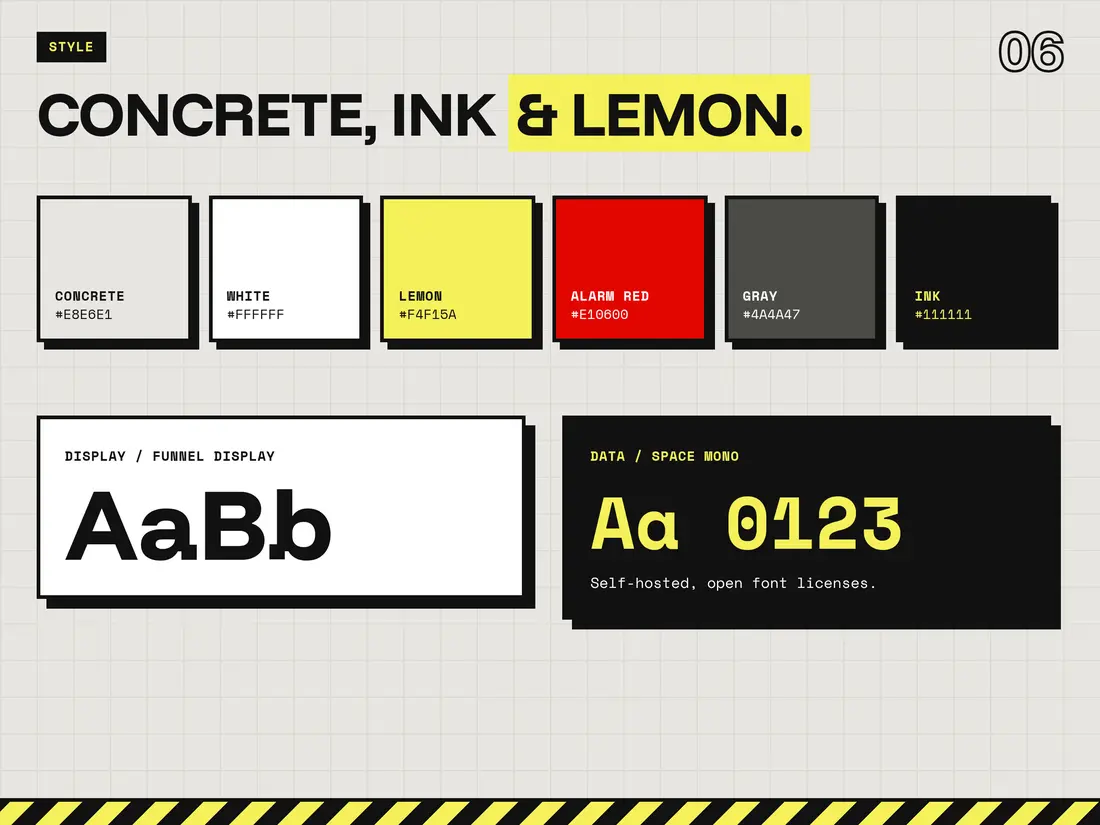 STYLE
06
CONCRETE, INK & LEMON.
CONCRETE
#E8E6E1
WHITE
#FFFFFF
LEMON
#F4F15A
ALARM RED
#E10600
GRAY
#4A4A47
INK
#111111
DISPLAY / FUNNEL DISPLAY
AaBb
DATA / SPACE MONO
Aa 0123
Self-hosted, open font licenses.